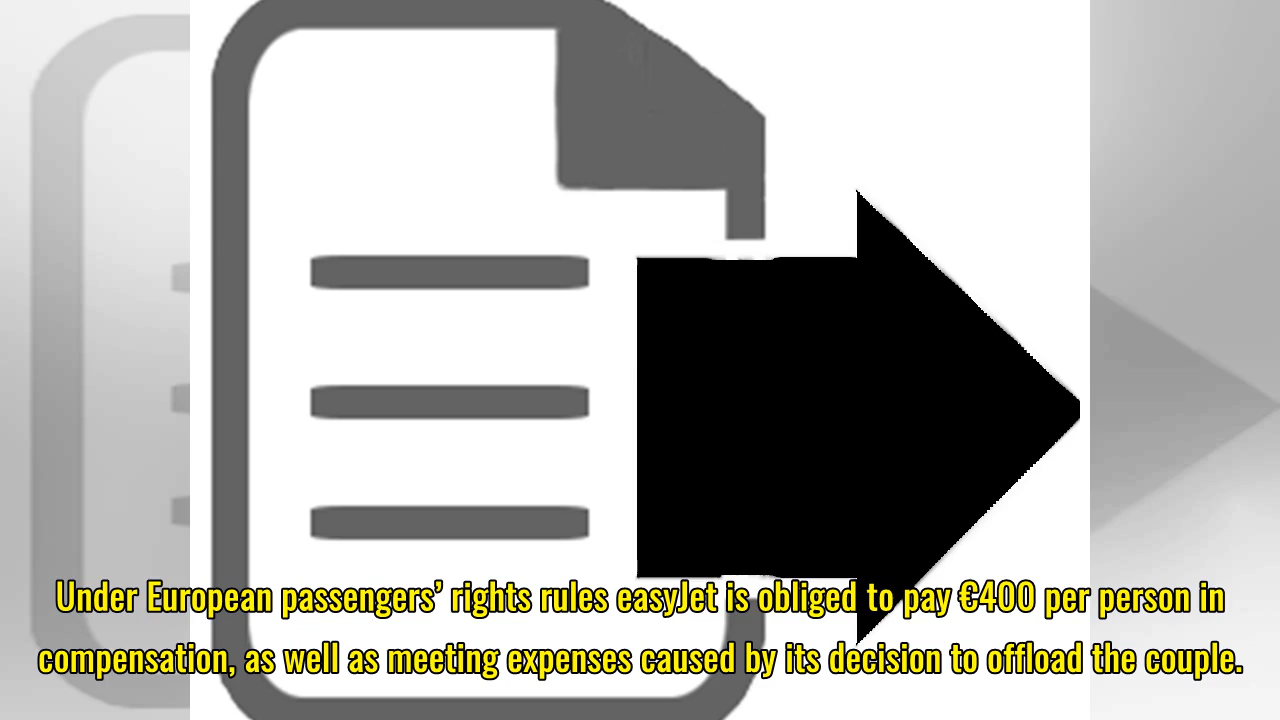 Under European passengers’ rights rules easyJet is obliged to pay €400 per person in
compensation, as well as meeting expenses caused by its decision to offload the couple.